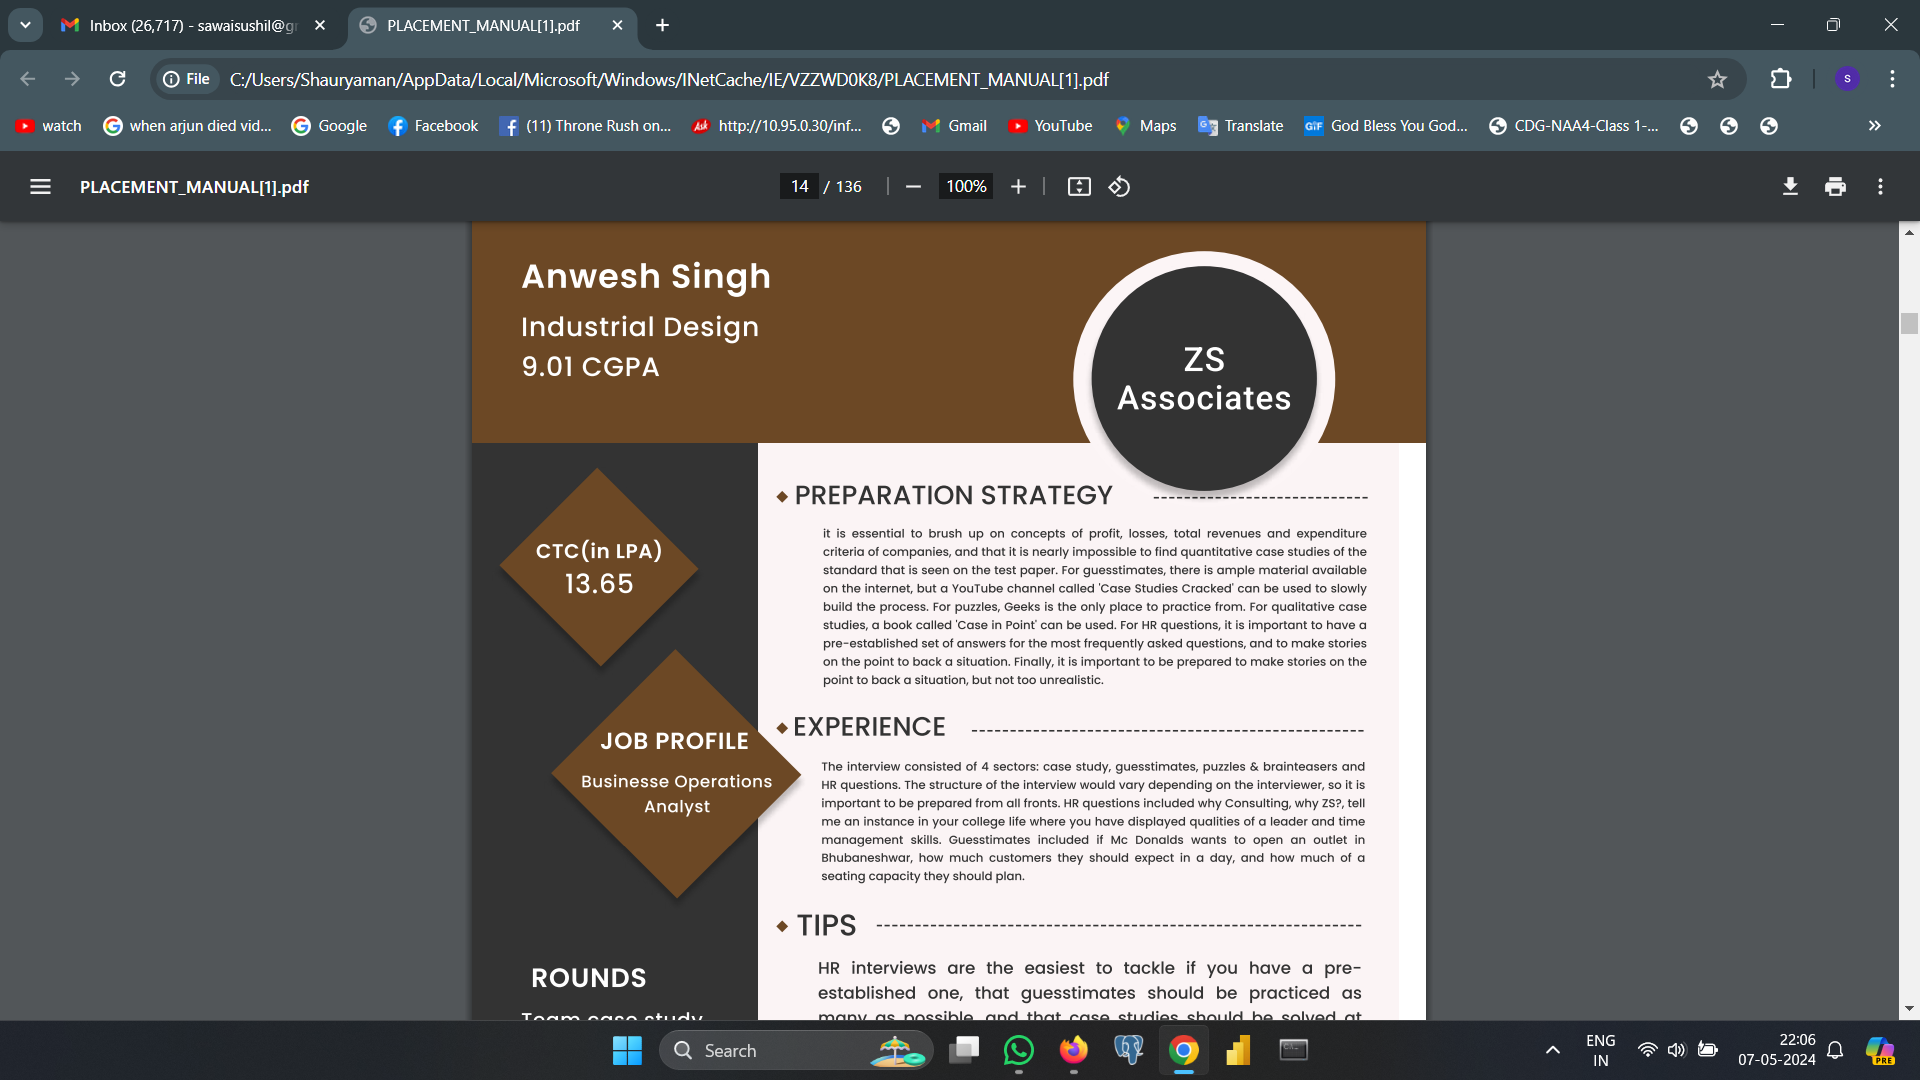 Inbox (26,717) - sawaisushil@g
PLACEMENT_MANUAL[1].pdf
File
C:/Users/Shauryaman/AppData/Local/Microsoft/Windows/INetCache/IE/VZZWD0K8/PLACEMENT_MANUAL[1].pdf
S
watch
when arjun died vid...
Google
Facebook
(11) Throne Rush on...
Ask
http://10.95.0.30/inf...
Gmail
YouTube
Maps
Translate
GiF
God Bless You God...
CDG-NAA4-Class 1-...
PLACEMENT_MANUAL[1].pdf
14 / 136
100%
Anwesh Singh
Industrial Design
9.01 CGPA
ZS
Associates
CTC(in LPA)
13.65
JOB PROFILE
Businesse Operations
Analyst
ROUNDS
Team case study
PREPARATION STRATEGY
it is essential to brush up on concepts of profit, losses, total revenues and expenditure
criteria of companies, and that it is nearly impossible to find quantitative case studies of the
standard that is seen on the test paper. For guesstimates, there is ample material available
on the internet, but a YouTube channel called 'Case Studies Cracked' can be used to slowly
build the process. For puzzles, Geeks is the only place to practice from. For qualitative case
studies, a book called 'Case in Point' can be used. For HR questions, it is important to have a
pre-established set of answers for the most frequently asked questions, and to make stories
on the point to back a situation. Finally, it is important to be prepared to make stories on the
point to back a situation, but not too unrealistic.
EXPERIENCE
The interview consisted of 4 sectors: case study, guesstimates, puzzles & brainteasers and
HR questions. The structure of the interview would vary depending on the interviewer, so it is
important to be prepared from all fronts. HR questions included why Consulting, why ZS?, tell
me an instance in your college life where you have displayed qualities of a leader and time
management skills. Guesstimates included if Mc Donalds wants to open an outlet in
Bhubaneshwar, how much customers they should expect in a day, and how much of a
seating capacity they should plan.
TIPS
HR interviews are the easiest to tackle if you have a pre-
established one, that guesstimates should be practiced as
many as possible, and that case studies should be solved at
Search
ENG
IN
22:06
07-05-2024
PRE